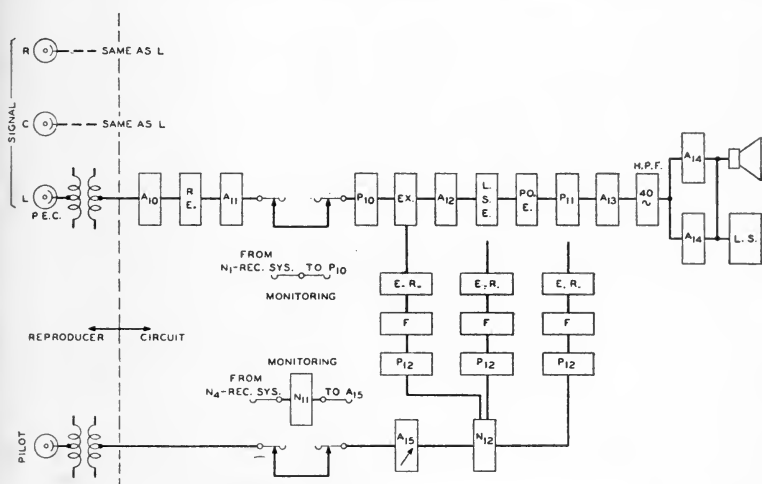 SIGNAL
R
SAME AS L
C
SAME AS L
L
P.E.C.
A10
R E.
A11
P10
EX.
A12
L. S. E.
PO. E.
P11
A13
H.P.F.
40 ~
A14
A14
L. S.
FROM
N1-REC. SYS. TO P10
MONITORING
E. R.
E. R.
E. R.
F
F
F
P12
P12
P12
REPRODUCER
CIRCUIT
MONITORING
FROM
N4-REC. SYS.
N11
TO A15
PILOT
A15
N12